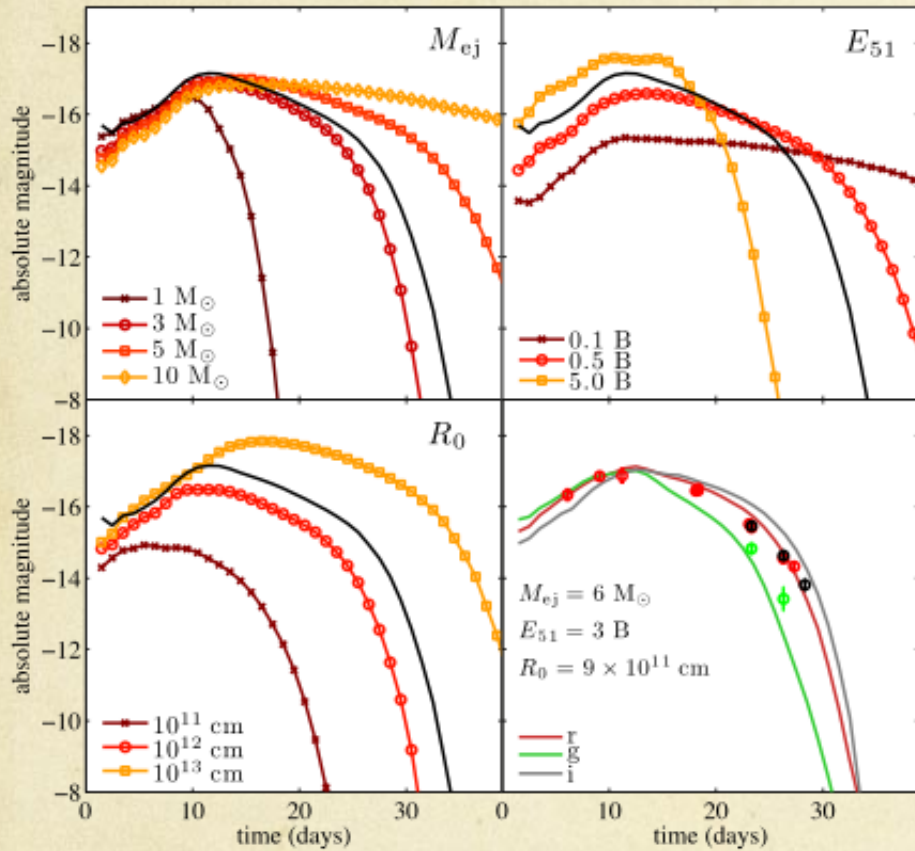 absolute magnitude
−18
−16
−14
−12
−10
−8
M_ej
1 M_⊙
3 M_⊙
5 M_⊙
10 M_⊙
E_51
0.1 B
0.5 B
5.0 B
absolute magnitude
−18
−16
−14
−12
−10
−8
R_0
10^11 cm
10^12 cm
10^13 cm
0 10 20 30 0
time (days)
M_ej = 6 M_⊙
E_51 = 3 B
R_0 = 9 × 10^11 cm
r
g
i
10 20 30
time (days)